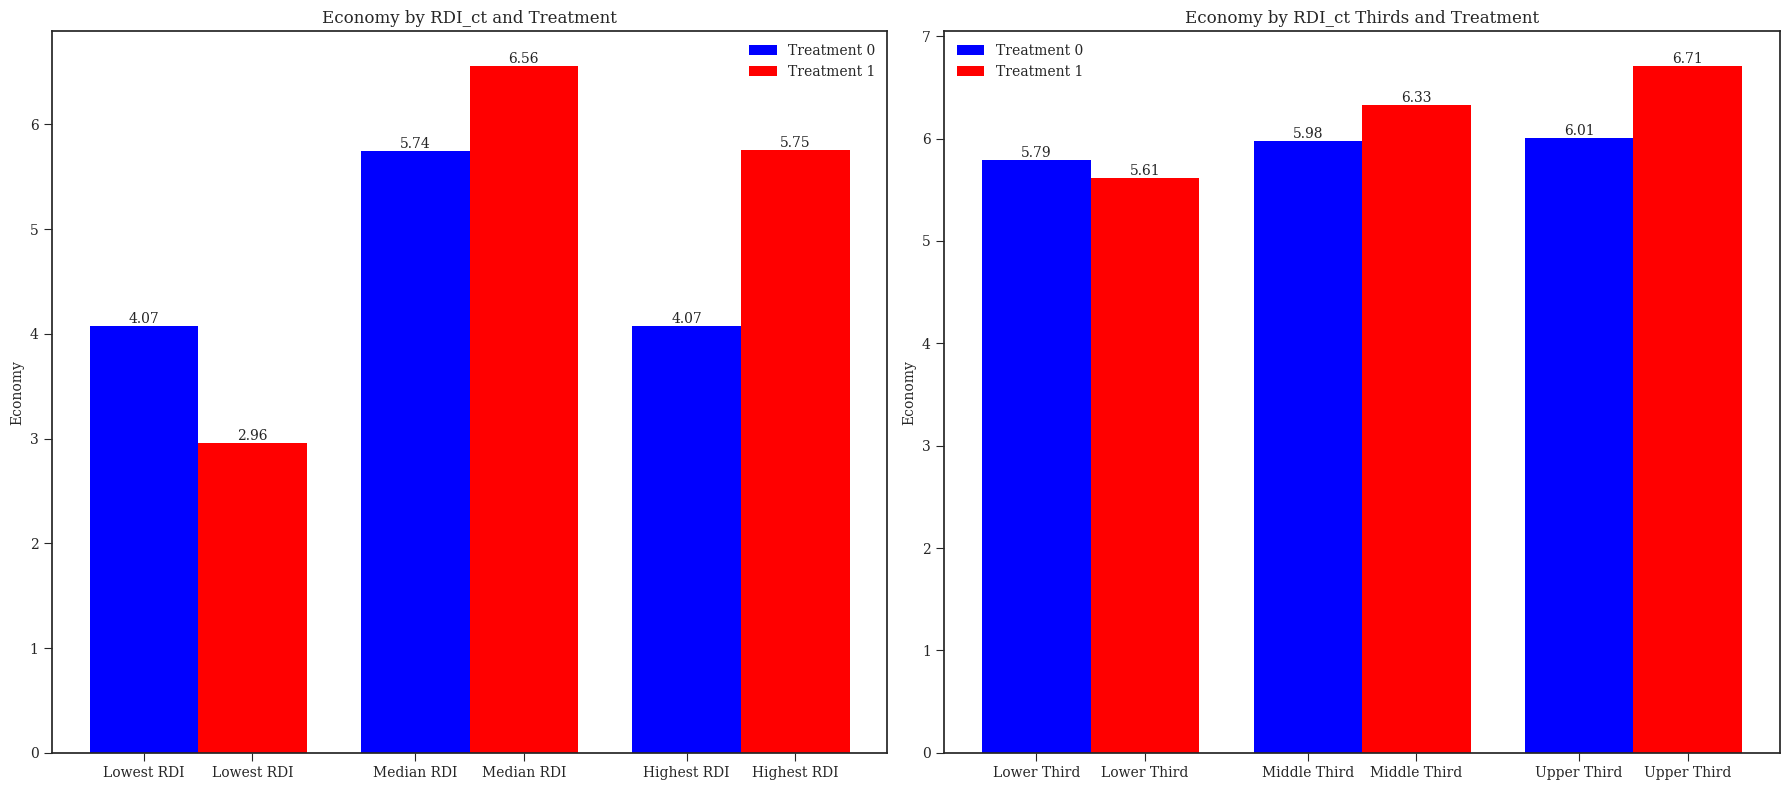 Economy by RDI_ct and Treatment
Treatment 0
Treatment 1
Economy
6
5
4
3
2
1
0
4.07
2.96
5.74
6.56
4.07
5.75
Lowest RDI
Lowest RDI
Median RDI
Median RDI
Highest RDI
Highest RDI
Economy by RDI_ct Thirds and Treatment
Treatment 0
Treatment 1
Economy
7
6
5
4
3
2
1
0
5.79
5.61
5.98
6.33
6.01
6.71
Lower Third
Lower Third
Middle Third
Middle Third
Upper Third
Upper Third